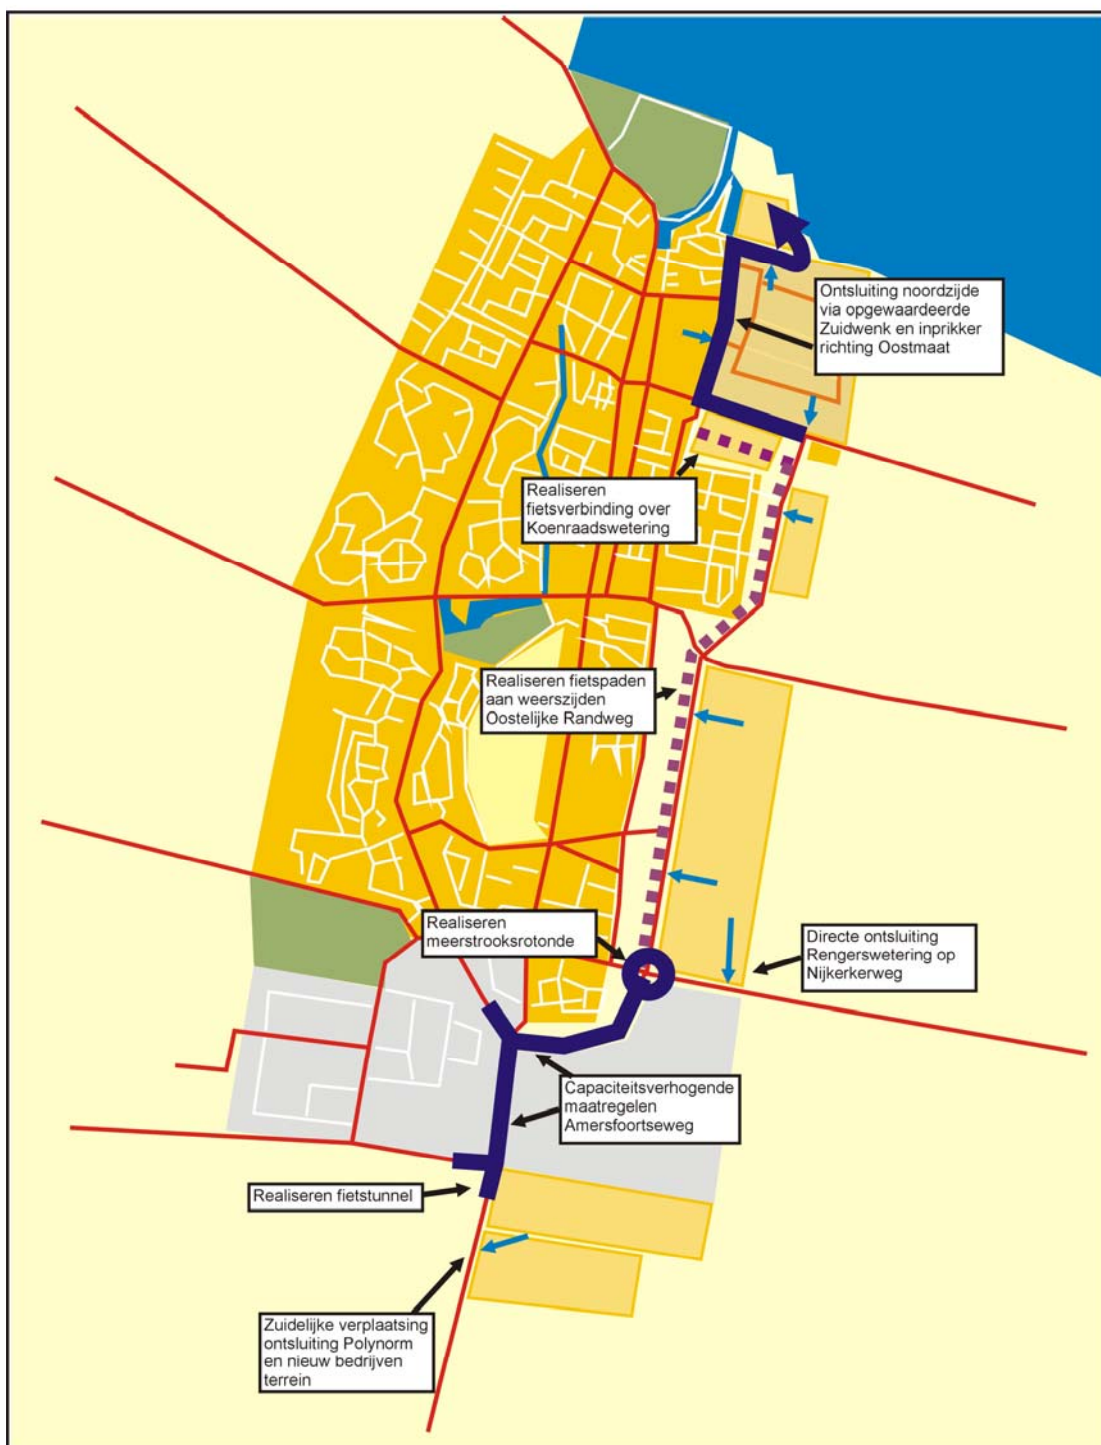 Ontsluiting noordzijde
via opgewaardeerde
Zuidwenk en inprikker
richting Oostmaat
Realiseren
fietsverbinding over
Koenraadswetering
Realiseren fietspaden
aan weerszijden
Oostelijke Randweg
Realiseren
meerstrooksrotonde
Directe ontsluiting
Rengerswetering op
Nijkerkerweg
Capaciteitsverhogende
maatregelen
Amersfoortseweg
Realiseren fietstunnel
Zuidelijke verplaatsing
ontsluiting Polynorm
en nieuw bedrijven
terrein